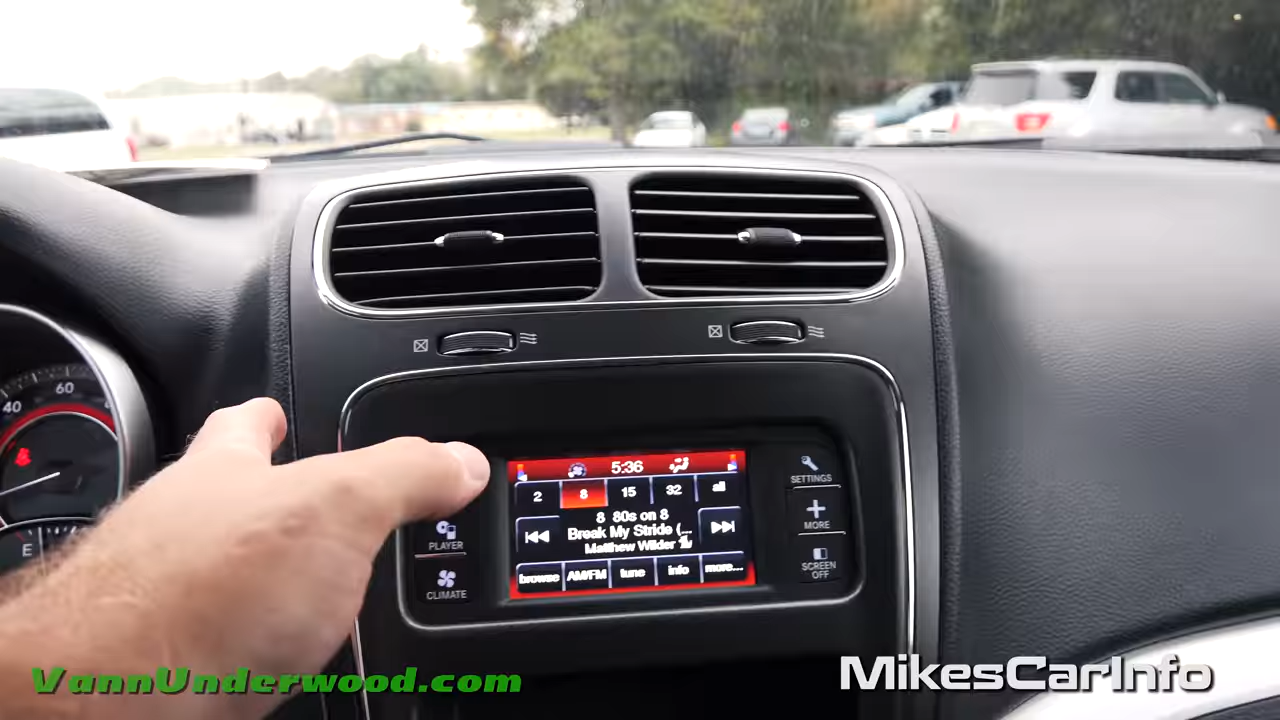 60
40
E
5:36
2 8 15 32 all
8 80s on 8
Break My Stride (...
Matthew Wilder
browse AM/FM tune info more...
PLAYER
CLIMATE
SETTINGS
MORE
SCREEN
OFF
VannUnderwood.com
MikesCarInfo